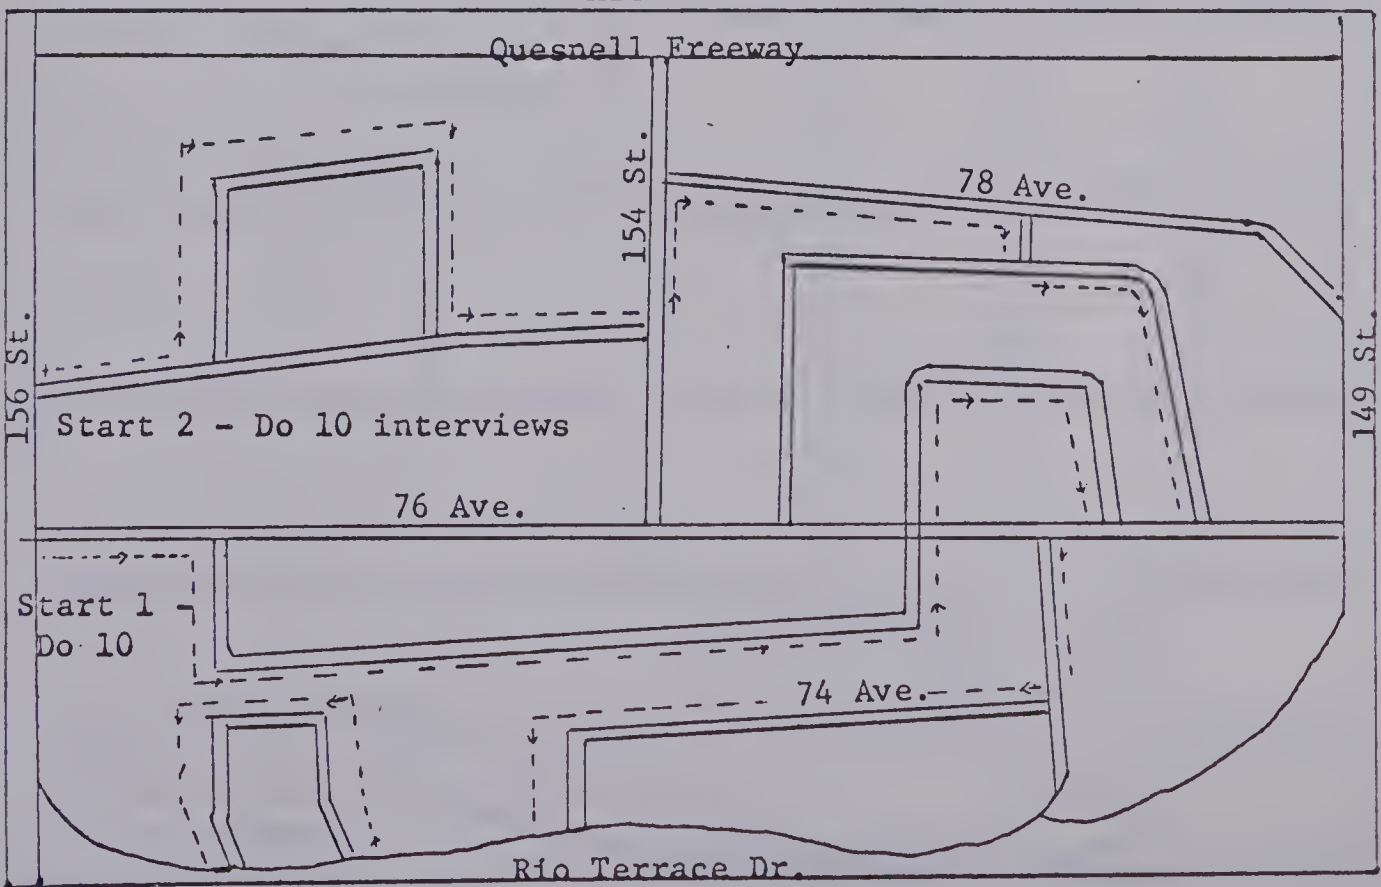 Quesnell Freeway
154 St.
78 Ave.
156 St.
149 St.
Start 2 - Do 10 interviews
76 Ave.
Start 1 -
Do 10
74 Ave.
Rio Terrace Dr.